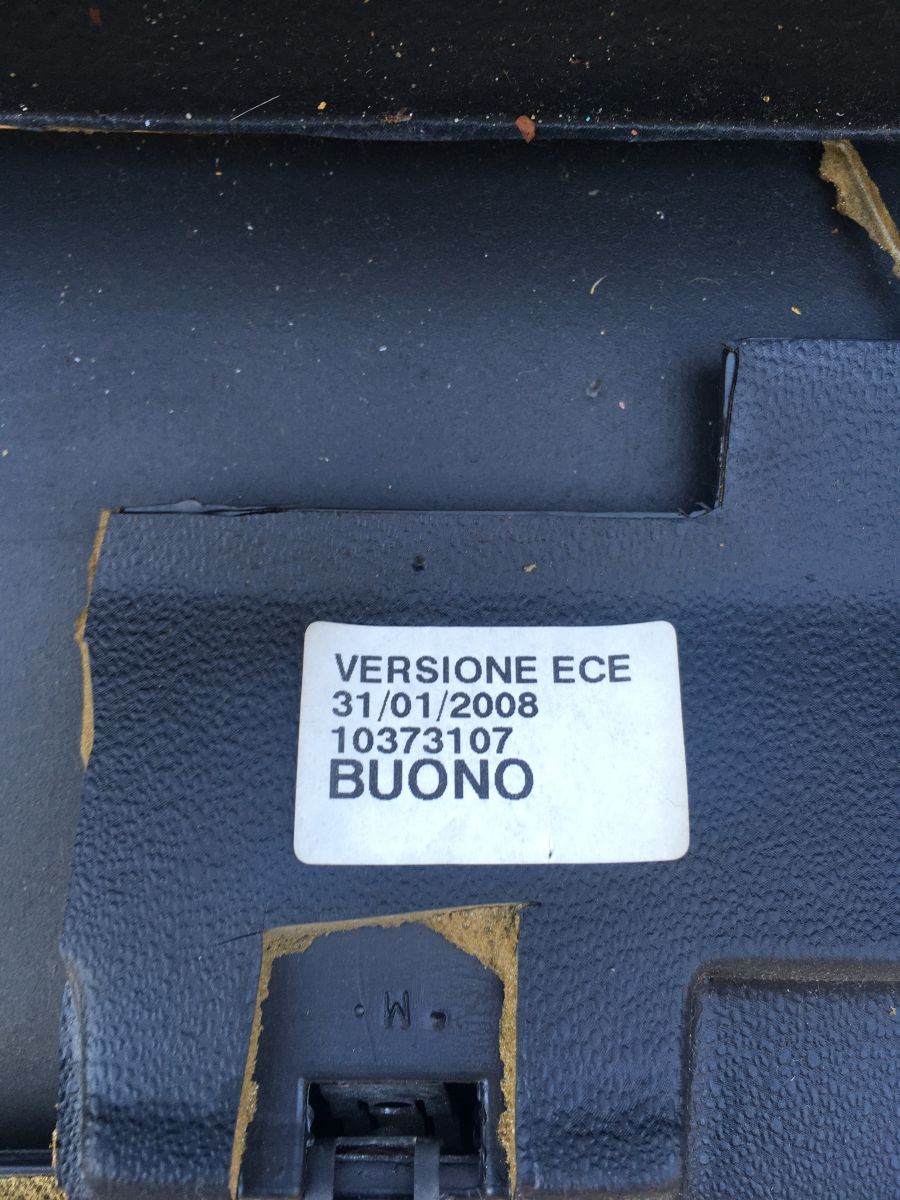 VERSIONE ECE
31/01/2008
10373107
BUONO
M